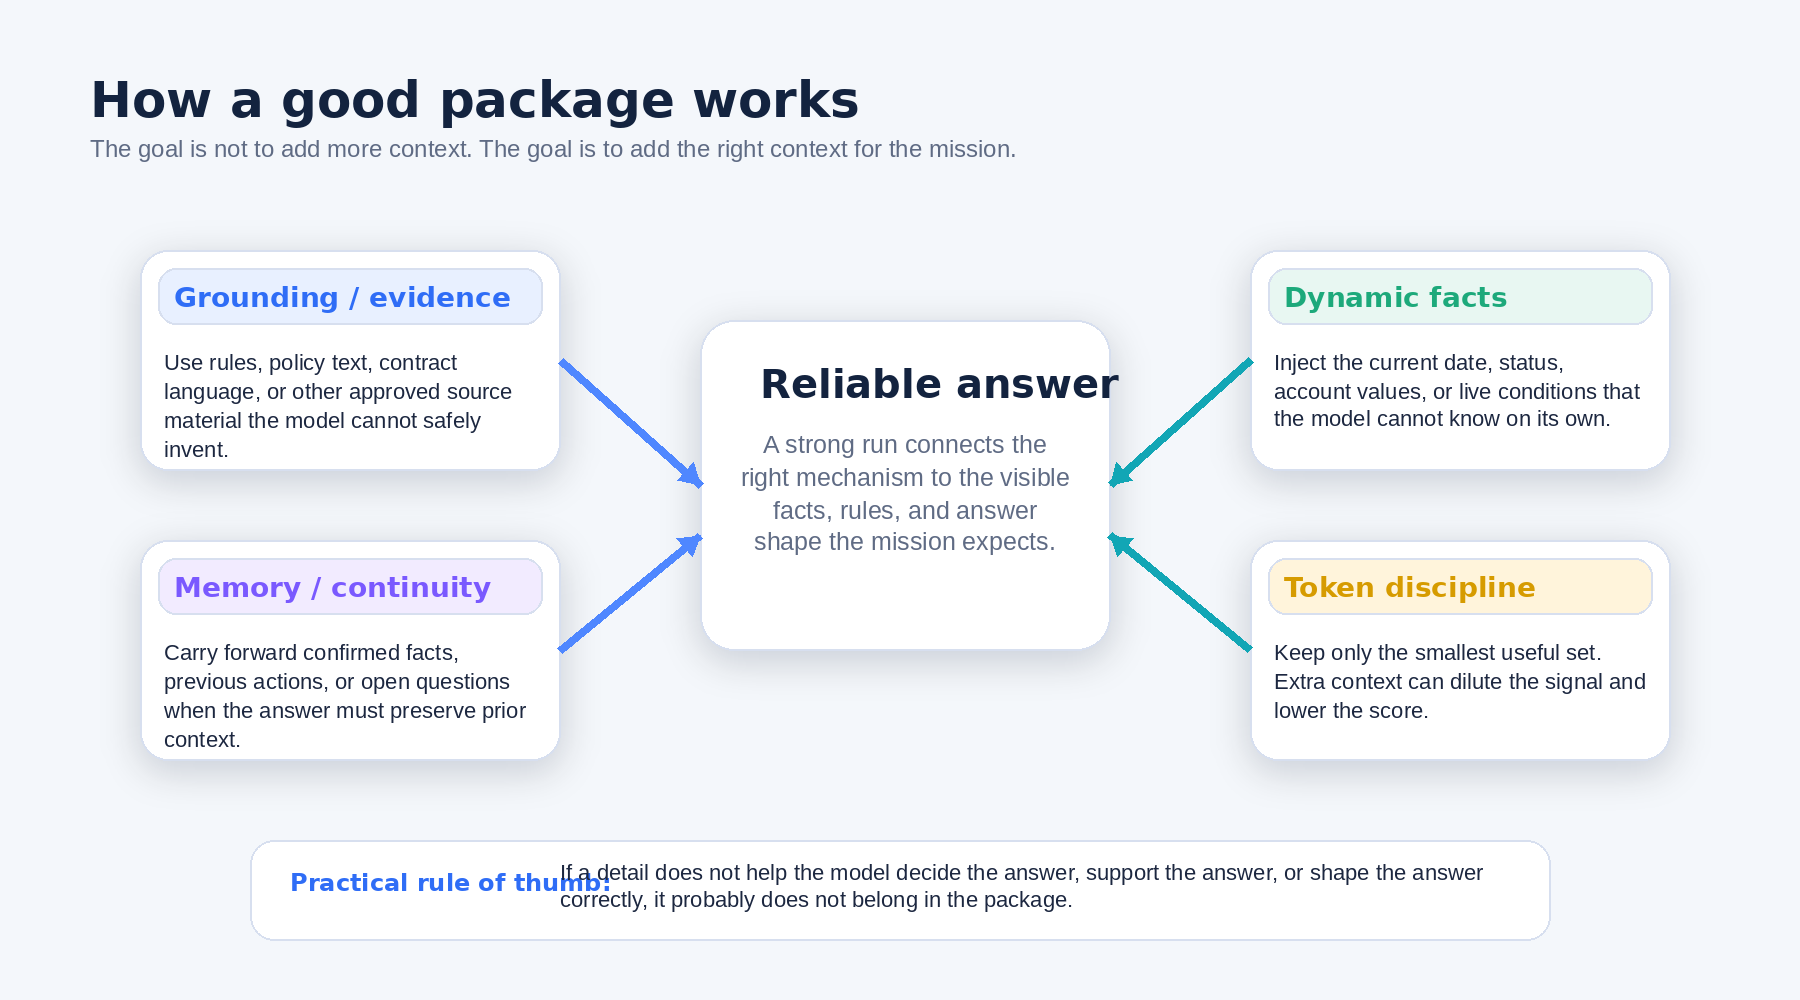 How a good package works
The goal is not to add more context. The goal is to add the right context for the mission.
Grounding / evidence
Use rules, policy text, contract
language, or other approved source
material the model cannot safely
invent.
Memory / continuity
Carry forward confirmed facts,
previous actions, or open questions
when the answer must preserve prior
context.
Reliable answer
A strong run connects the
right mechanism to the visible
facts, rules, and answer
shape the mission expects.
Dynamic facts
Inject the current date, status,
account values, or live conditions that
the model cannot know on its own.
Token discipline
Keep only the smallest useful set.
Extra context can dilute the signal and
lower the score.
Practical rule of thumb:
If a detail does not help the model decide the answer, support the answer, or shape the answer
correctly, it probably does not belong in the package.